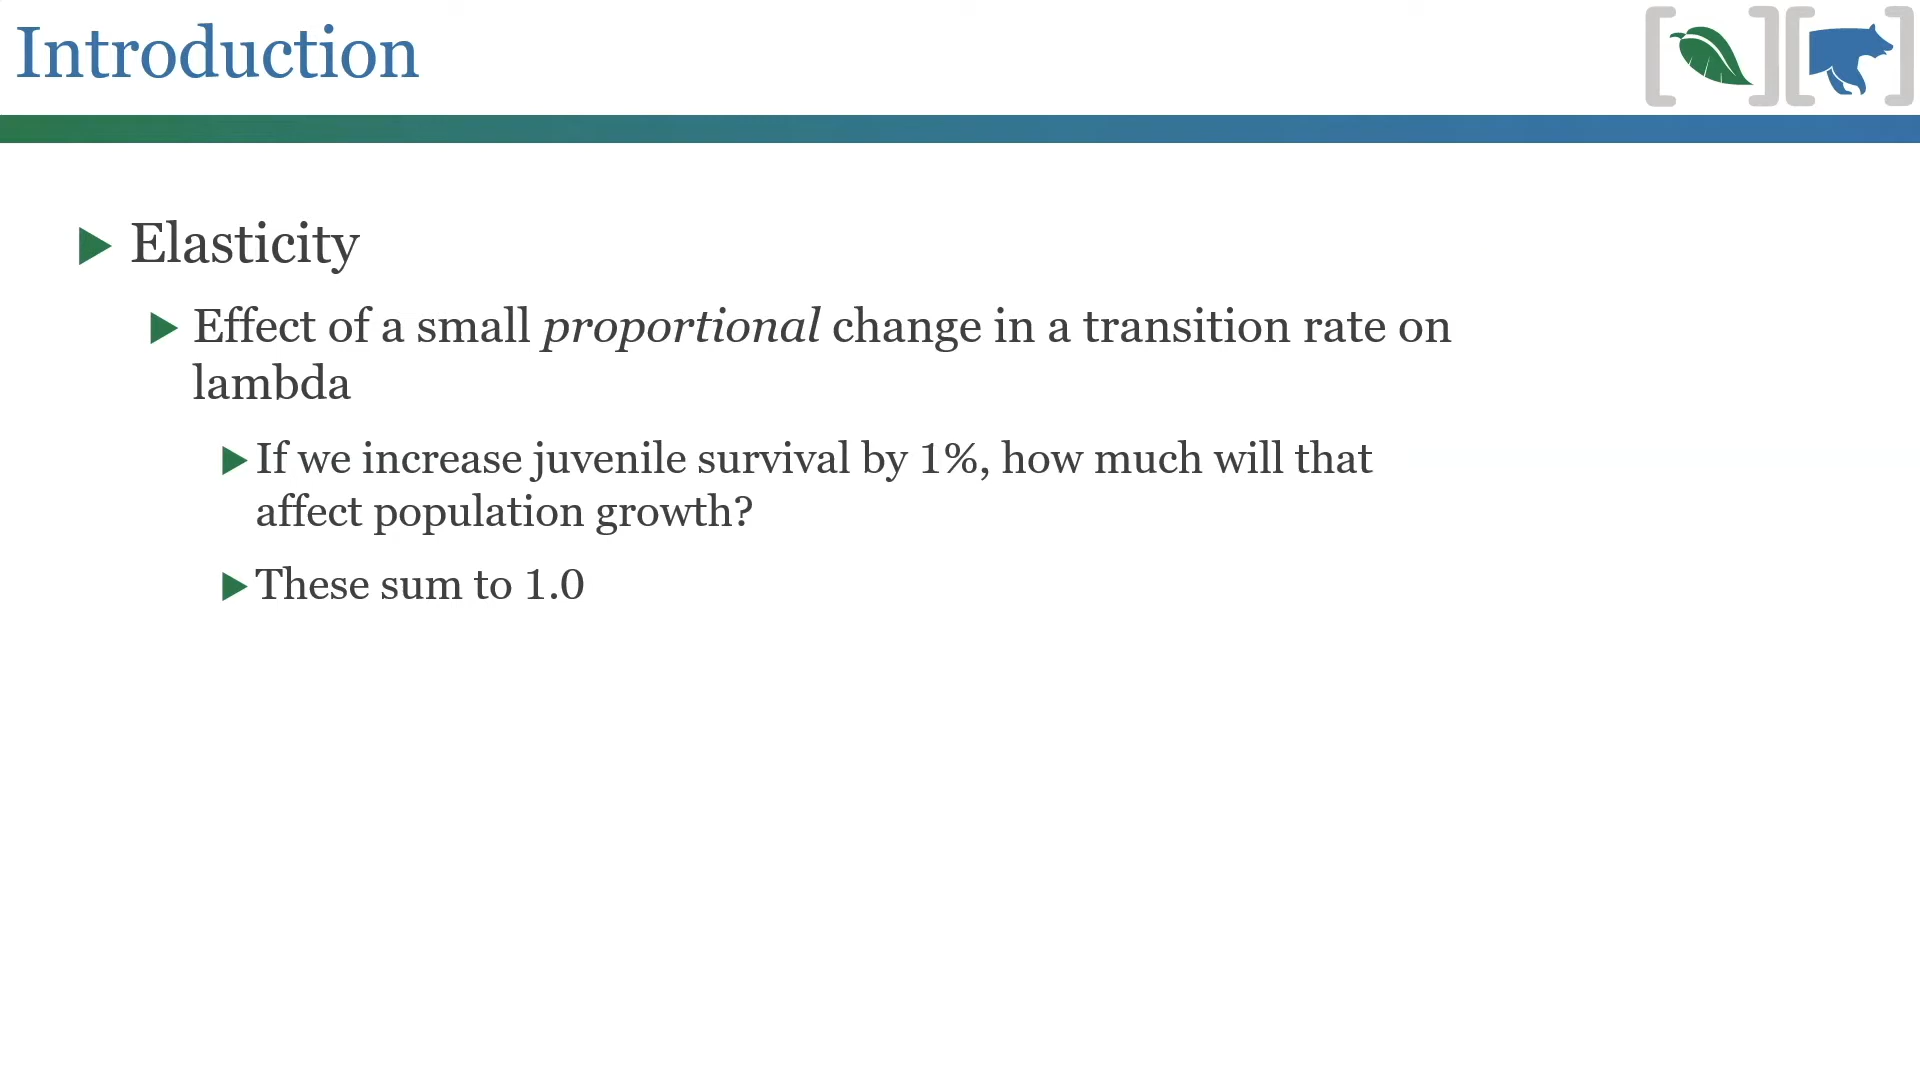 Introduction
Elasticity
Effect of a small proportional change in a transition rate on
lambda
If we increase juvenile survival by 1%, how much will that
affect population growth?
These sum to 1.0